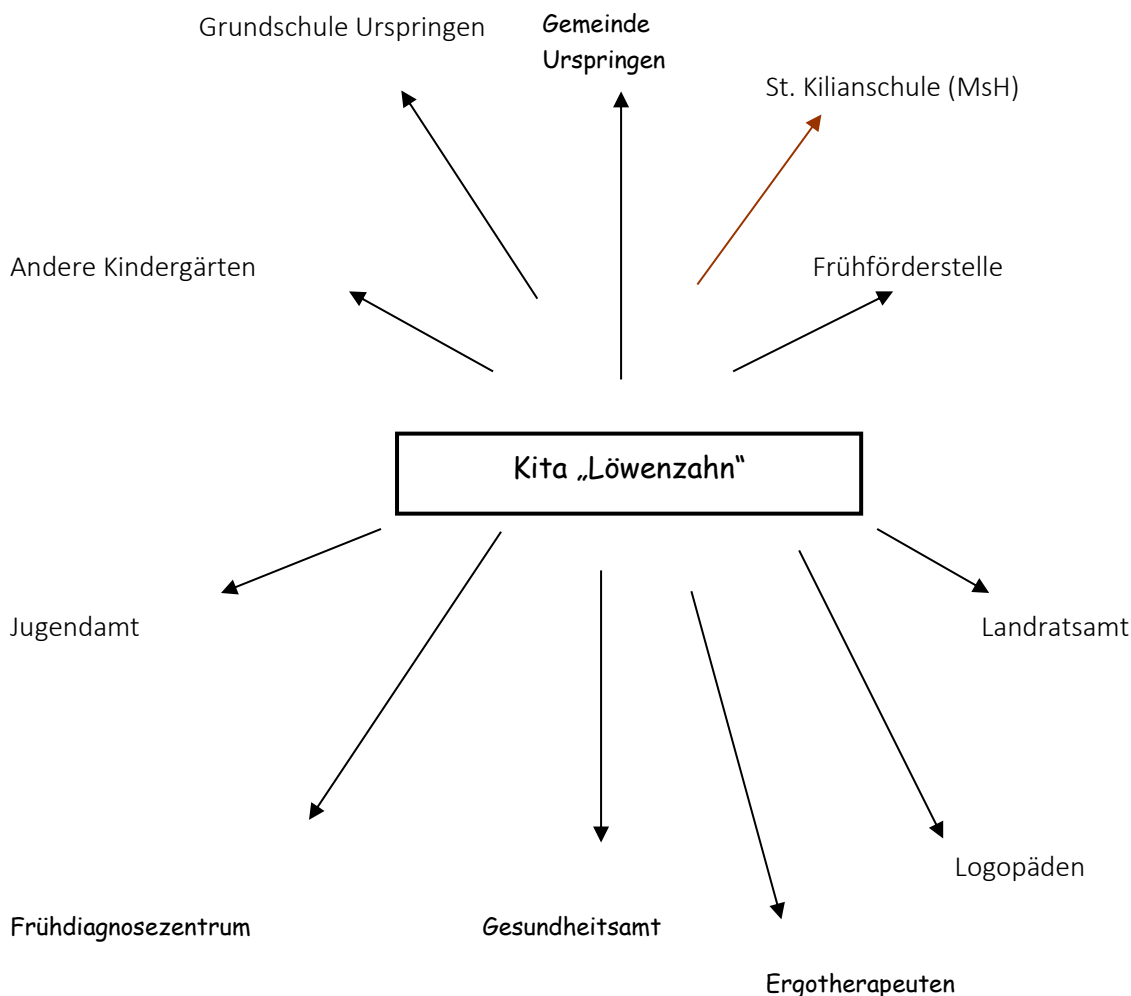 Grundschule Urspringen
Gemeinde
Urspringen
St. Kilianschule (MsH)
Andere Kindergärten
Frühförderstelle
Kita „Löwenzahn“
Jugendamt
Landratsamt
Logopäden
Frühdiagnosezentrum
Gesundheitsamt
Ergotherapeuten